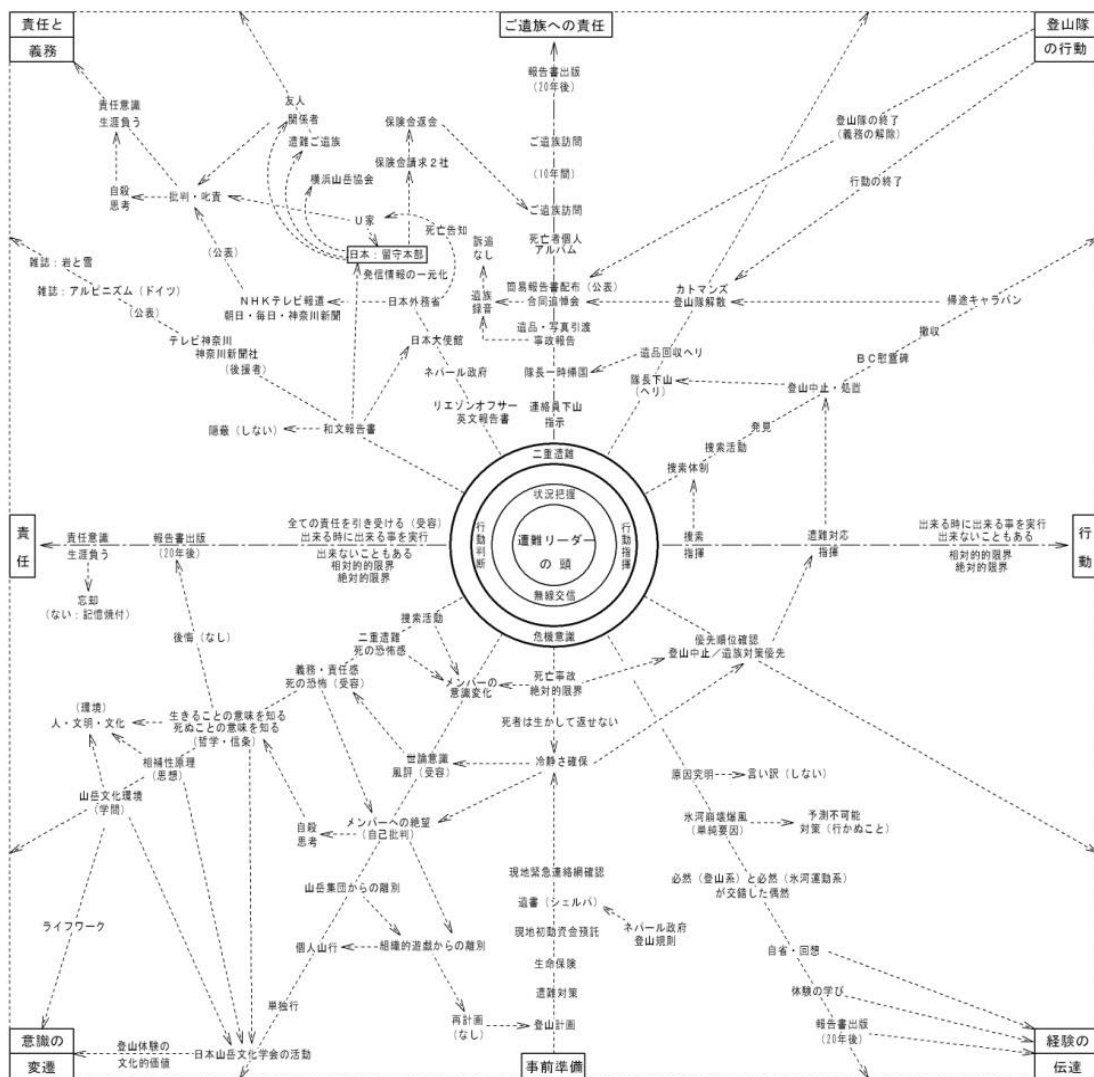 責任と
義務
ご遺族への責任
登山隊
の行動
報告書出版
(20年後)
責任意識
生涯負う
友人
関係者
遭難ご遺族
横浜山岳協会
保険金返金
保険金請求2社
ご遺族訪問
(10年間)
ご遺族訪問
登山隊の終了
(義務の解除)
行動の終了
自殺
思考
批判・叱責
U家
死亡告知
訴追
なし
死亡者個人
アルバム
(公表)
日本:留守本部
発信情報の一元化
雑誌:岩と雪
雑誌:アルピニズム(ドイツ)
(公表)
NHKテレビ報道
朝日・毎日・神奈川新聞
日本外務省
遺族
録音
簡易報告書配布(公表)
合同追悼会
カトマンズ
登山隊解散
帰途キャラバン
撤収
テレビ神奈川
神奈川新聞社
(後援者)
日本大使館
遺品・写真引渡
事故報告
遺品回収ヘリ
BC慰霊碑
ネパール政府
隊長一時帰国
隊長下山
(ヘリ)
登山中止・処置
リエゾンオフサー
英文報告書
連絡員下山
指示
隠蔽(しない)
和文報告書
発見
捜索活動
捜索体制
二重遭難
状況把握
責
任
責任意識
生涯負う
報告書出版
(20年後)
全ての責任を引き受ける(受容)
出来る時に出来る事を実行
出来ないこともある
相対的的限界
絶対的限界
行動判断
遭難リーダー
の頭
行動指揮
捜索
指揮
遭難対応
指揮
出来る時に出来る事を実行
出来ないこともある
相対的的限界
絶対的限界
行
動
無線交信
危機意識
忘却
(ない:記憶焼付)
後悔(なし)
捜索活動
二重遭難
死の恐怖感
義務・責任感
死の恐怖(受容)
メンバーの
意識変化
死亡事故
絶対的限界
優先順位確認
登山中止/遺族対策優先
(環境)
人・文明・文化
生きることの意味を知る
死ぬことの意味を知る
(哲学・信条)
死者は生かして返せない
相補性原理
(思想)
世論意識
風評(受容)
冷静さ確保
原因究明
言い訳(しない)
山岳文化環境
(学問)
自殺
思考
メンバーへの絶望
(自己批判)
氷河崩壊爆風
(単純要因)
予測不可能
対策(行かぬこと)
現地緊急連絡網確認
必然(登山系)と必然(氷河運動系)
が交錯した偶然
山岳集団からの離別
遺書(シェルパ)
ネパール政府
登山規則
ライフワーク
個人山行
組織的遊戯からの離別
現地初動資金預託
生命保険
自省・回想
単独行
遭難対策
体験の学び
再計画
(なし)
登山計画
報告書出版
(20年後)
意識の
変遷
登山体験の
文化的価値
日本山岳文化学会の活動
事前準備
経験の
伝達